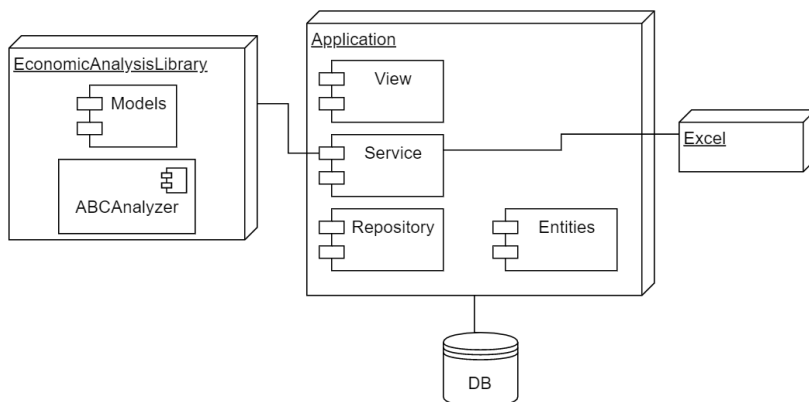 EconomicAnalysisLibrary
Models
ABCAnalyzer
Application
View
Service
Repository
Entities
Excel
DB